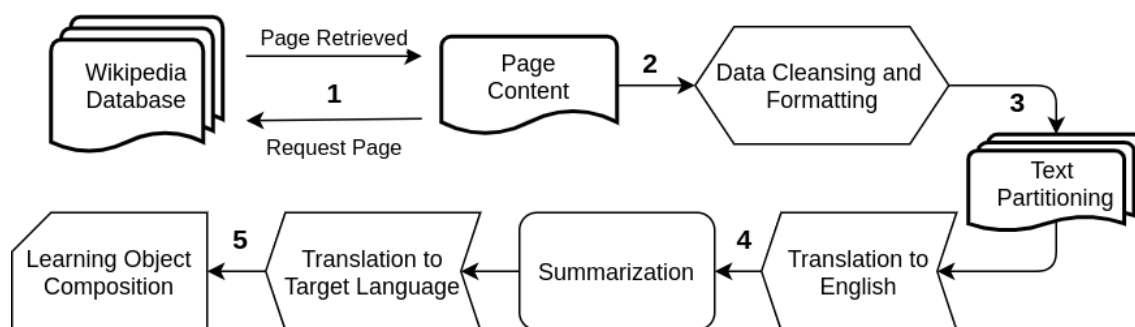 Page Retrieved
Wikipedia
Database
1
Request Page
Page
Content
2
Data Cleansing and
Formatting
3
Text
Partitioning
Translation to
English
4
Summarization
Translation to
Target Language
5
Learning Object
Composition